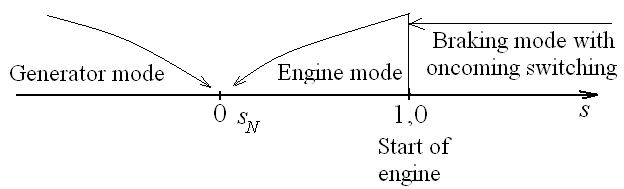 Braking mode with
oncoming switching
Generator mode
Engine mode
0 s_N 1,0 s
Start of
engine